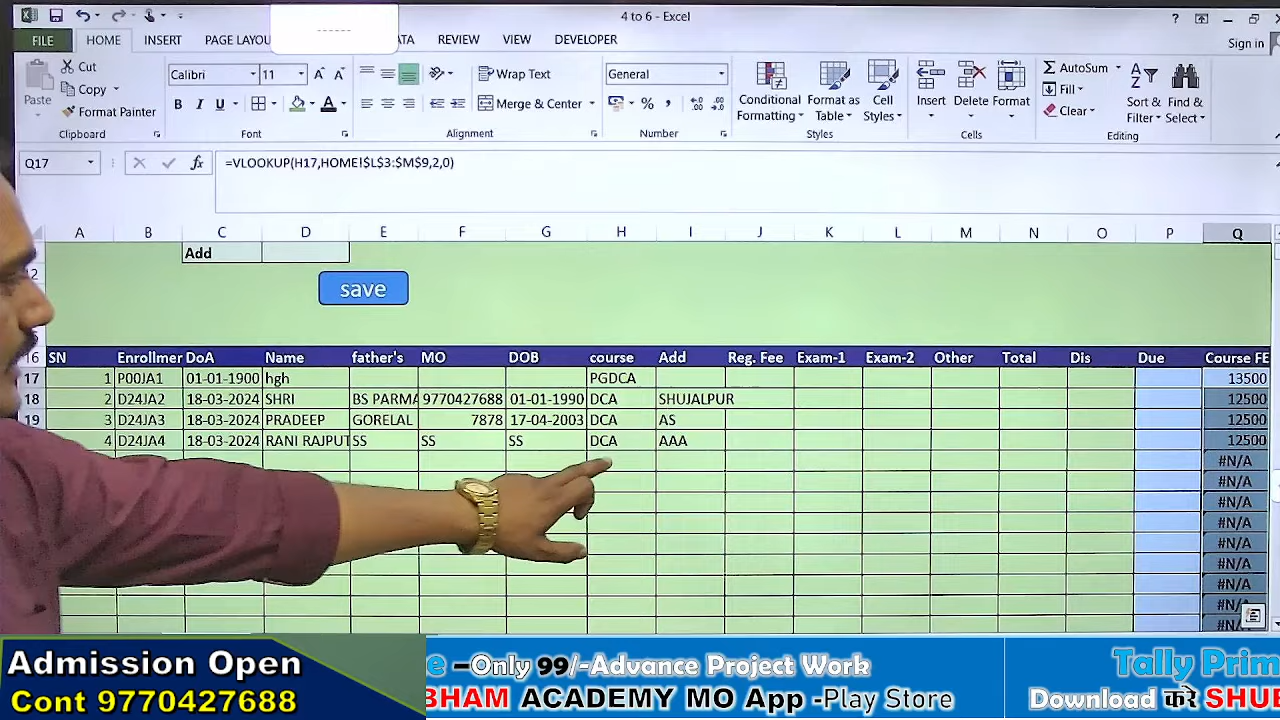 4 to 6 - Excel
FILE HOME INSERT PAGE LAYOU ATA REVIEW VIEW DEVELOPER
Sign in
Cut
Copy
Format Painter
Paste
Clipboard
Calibri 11
Font
Wrap Text
Merge & Center
Alignment
General
Number
Conditional Formatting
Format as Table
Cell Styles
Styles
Insert Delete Format
Cells
AutoSum
Fill
Clear
Sort & Filter
Find & Select
Editing
Q17 fx =VLOOKUP(H17,HOME!$L$3:$M$9,2,0)
A B C D E F G H I J K L M N O P Q
Add
save
16 SN Enrollmer DoA Name father's MO DOB course Add Reg. Fee Exam-1 Exam-2 Other Total Dis Due Course FE
17 1 P00JA1 01-01-1900 hgh PGDCA 13500
18 2 D24JA2 18-03-2024 SHRI BS PARMA 9770427688 01-01-1990 DCA SHUJALPUR 12500
19 3 D24JA3 18-03-2024 PRADEEP GORELAL 7878 17-04-2003 DCA AS 12500
4 D24JA4 18-03-2024 RANI RAJPUT SS SS SS DCA AAA 12500
#N/A
#N/A
#N/A
#N/A
#N/A
#N/A
#N/A
#N/A
Admission Open
Cont 9770427688
e -Only 99/-Advance Project Work
BHAM ACADEMY MO App -Play Store
Tally Prim
Download करे SHUB